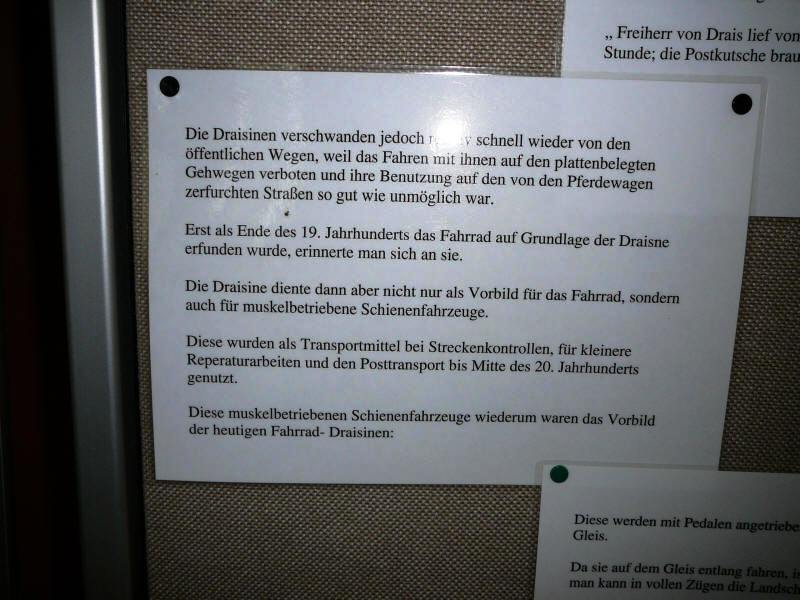 „ Freiherr von Drais lief von
Stunde; die Postkutsche brau
Die Draisinen verschwanden jedoch schnell wieder von den
öffentlichen Wegen, weil das Fahren mit ihnen auf den plattenbelegten
Gehwegen verboten und ihre Benutzung auf den von den Pferdewagen
zerfurchten Straßen so gut wie unmöglich war.
Erst als Ende des 19. Jahrhunderts das Fahrrad auf Grundlage der Draisne
erfunden wurde, erinnerte man sich an sie.
Die Draisine diente dann aber nicht nur als Vorbild für das Fahrrad, sondern
auch für muskelbetriebene Schienenfahrzeuge.
Diese wurden als Transportmittel bei Streckenkontrollen, für kleinere
Reperaturarbeiten und den Posttransport bis Mitte des 20. Jahrhunderts
genutzt.
Diese muskelbetriebenen Schienenfahrzeuge wiederum waren das Vorbild
der heutigen Fahrrad- Draisinen:
Diese werden mit Pedalen angetriebe
Gleis.
Da sie auf dem Gleis entlang fahren, i
man kann in vollen Zügen die Landsch